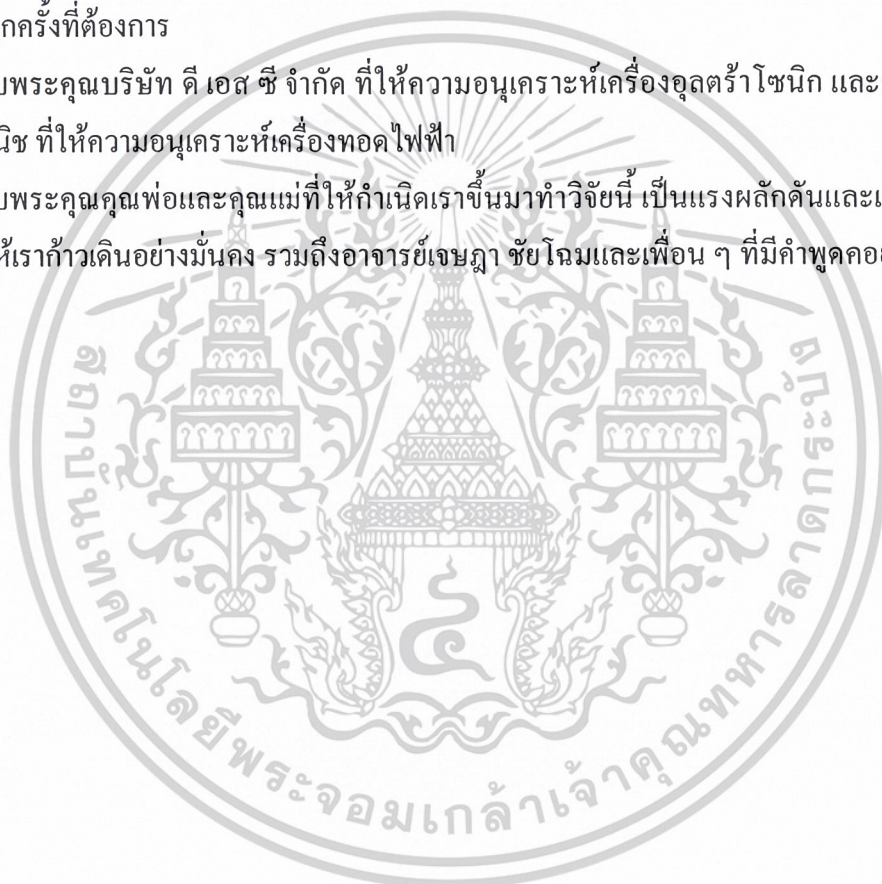 กครั้งที่ต้องการ
บพระคุณบริษัท ดี เอส ซี จำกัด ที่ให้ความอนุเคราะห์เครื่องอุลตร้าโซนิก และ
นิช ที่ให้ความอนุเคราะห์เครื่องทอดไฟฟ้า
บพระคุณคุณพ่อและคุณแม่ที่ให้กำเนิดเราขึ้นมาทำวิจัยนี้ เป็นแรงผลักดันและเ
ห้เราก้าวเดินอย่างมั่นคง รวมถึงอาจารย์เจษฎา ชัยโฉมและเพื่อน ๆ ที่มีคำพูดคอย
สถาบันเทคโนโลยีพระจอมเกล้าเจ้าคุณทหารลาดกระบัง